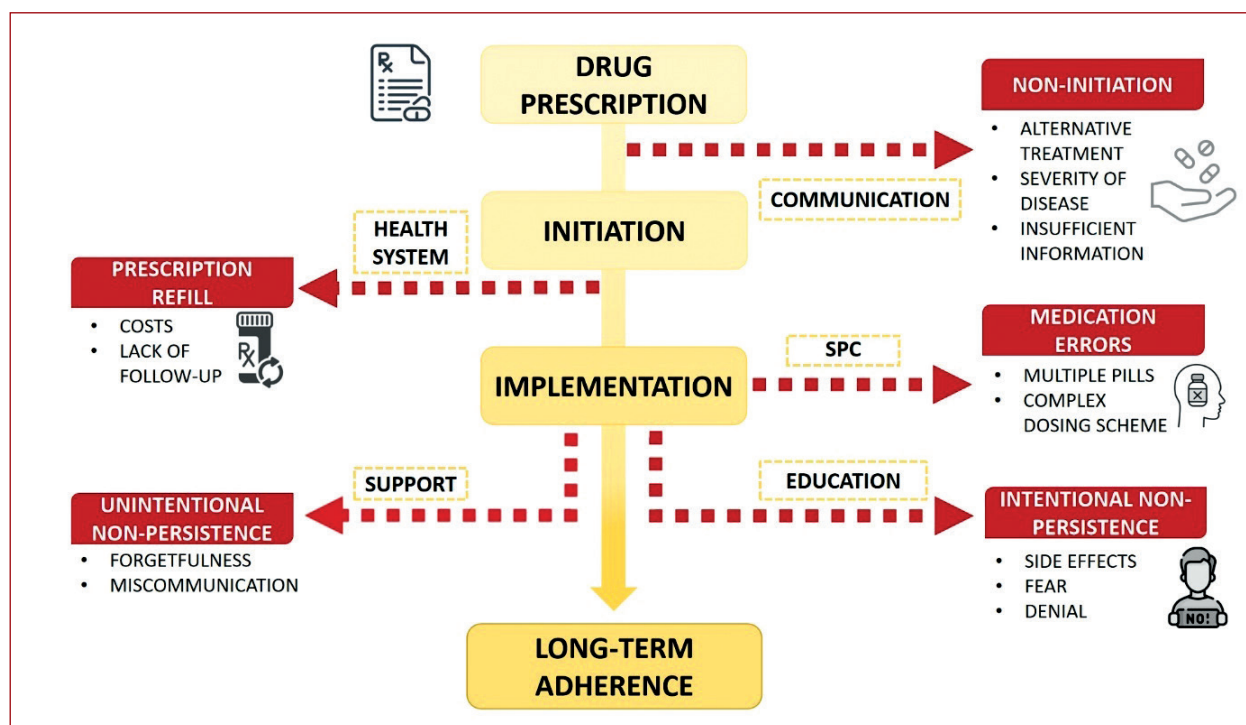 Rx
DRUG
PRESCRIPTION
NON-INITIATION
• ALTERNATIVE
TREATMENT
• SEVERITY OF
DISEASE
• INSUFFICIENT
INFORMATION
COMMUNICATION
INITIATION
HEALTH
SYSTEM
PRESCRIPTION
REFILL
• COSTS
• LACK OF
FOLLOW-UP
Rx
IMPLEMENTATION
SPC
MEDICATION
ERRORS
• MULTIPLE PILLS
• COMPLEX
DOSING SCHEME
SUPPORT
UNINTENTIONAL
NON-PERSISTENCE
• FORGETFULNESS
• MISCOMMUNICATION
EDUCATION
INTENTIONAL NON-
PERSISTENCE
• SIDE EFFECTS
• FEAR
• DENIAL
NO!
LONG-TERM
ADHERENCE